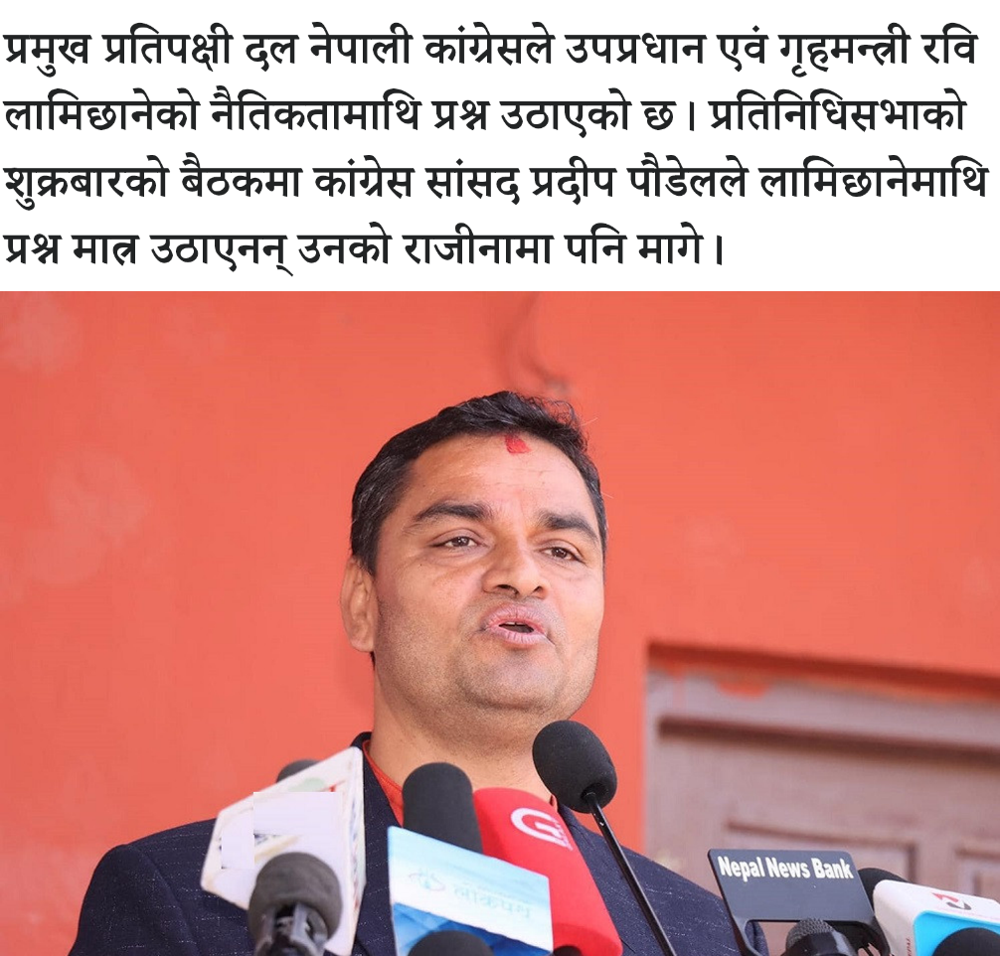 प्रमुख प्रतिपक्षी दल नेपाली कांग्रेसले उपप्रधान एवं गृहमन्त्री रवि
लामिछानेको नैतिकतामाथि प्रश्न उठाएको छ । प्रतिनिधिसभाको
शुक्रबारको बैठकमा कांग्रेस सांसद प्रदीप पौडेलले लामिछानेमाथि
प्रश्न मात्र उठाएनन् उनको राजीनामा पनि मागे ।
G
Nepal News Bank